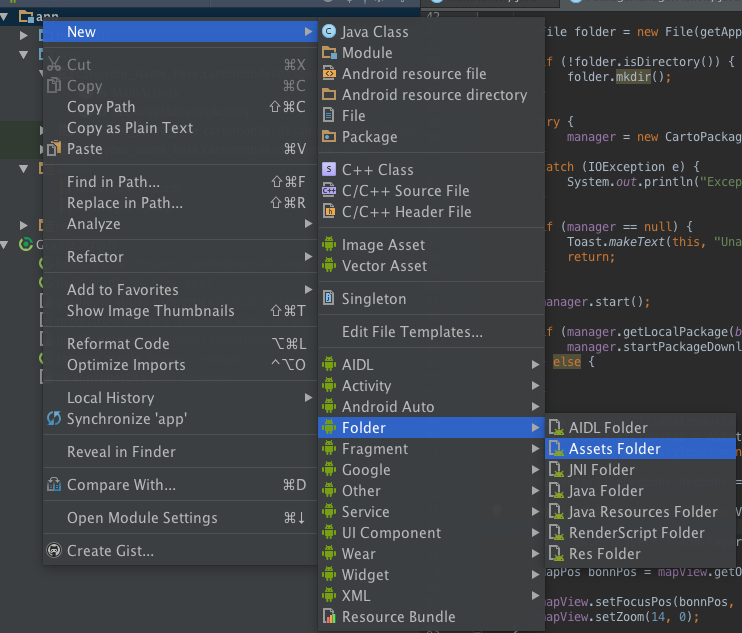 app
New
Cut ⌘X
Copy ⌘C
Copy Path ⇧⌘C
Copy as Plain Text
Paste ⌘V
Find in Path... ⇧⌘F
Replace in Path... ⇧⌘R
Analyze
Refactor
Add to Favorites
Show Image Thumbnails ⇧⌘T
Reformat Code ⌥⌘L
Optimize Imports ^⌥O
Local History
Synchronize 'app'
Reveal in Finder
Compare With... ⌘D
Open Module Settings ⌘↓
Create Gist...
Java Class
Module
Android resource file
Android resource directory
File
Package
C++ Class
C/C++ Source File
C/C++ Header File
Image Asset
Vector Asset
Singleton
Edit File Templates...
AIDL
Activity
Android Auto
Folder
Fragment
Google
Other
Service
UI Component
Wear
Widget
XML
Resource Bundle
AIDL Folder
Assets Folder
JNI Folder
Java Folder
Java Resources Folder
RenderScript Folder
Res Folder
42
ile folder = new File(getApp
f (!folder.isDirectory()) {
folder.mkdir();
ry {
manager = new CartoPackag
atch (IOException e) {
System.out.println("Excep
f (manager == null) {
Toast.makeText(this, "Una
return;
anager.start();
f (manager.getLocalPackage(b
manager.startPackageDownl
else {
apPos bonnPos = mapView.getO
apView.setFocusPos(bonnPos,
apView.setZoom(14, 0);